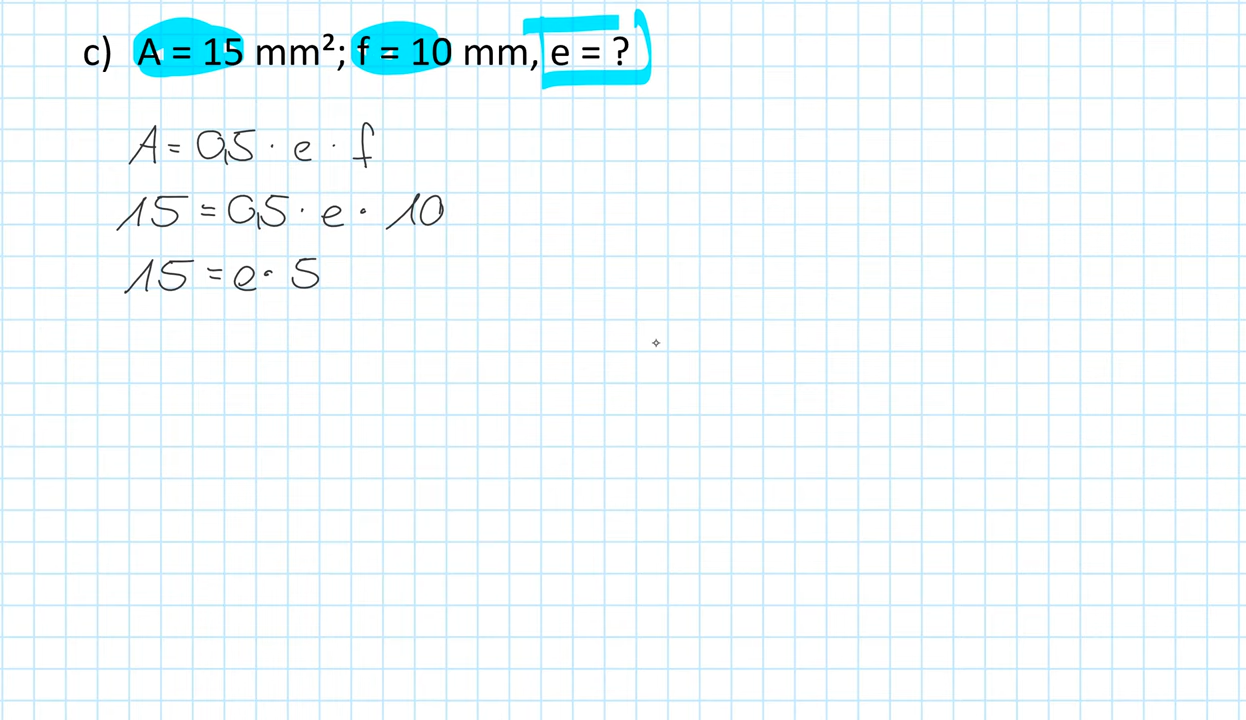 c) A = 15 mm²; f = 10 mm, e = ?
A = 0,5 · e · f
15 = 0,5 · e · 10
15 = e · 5